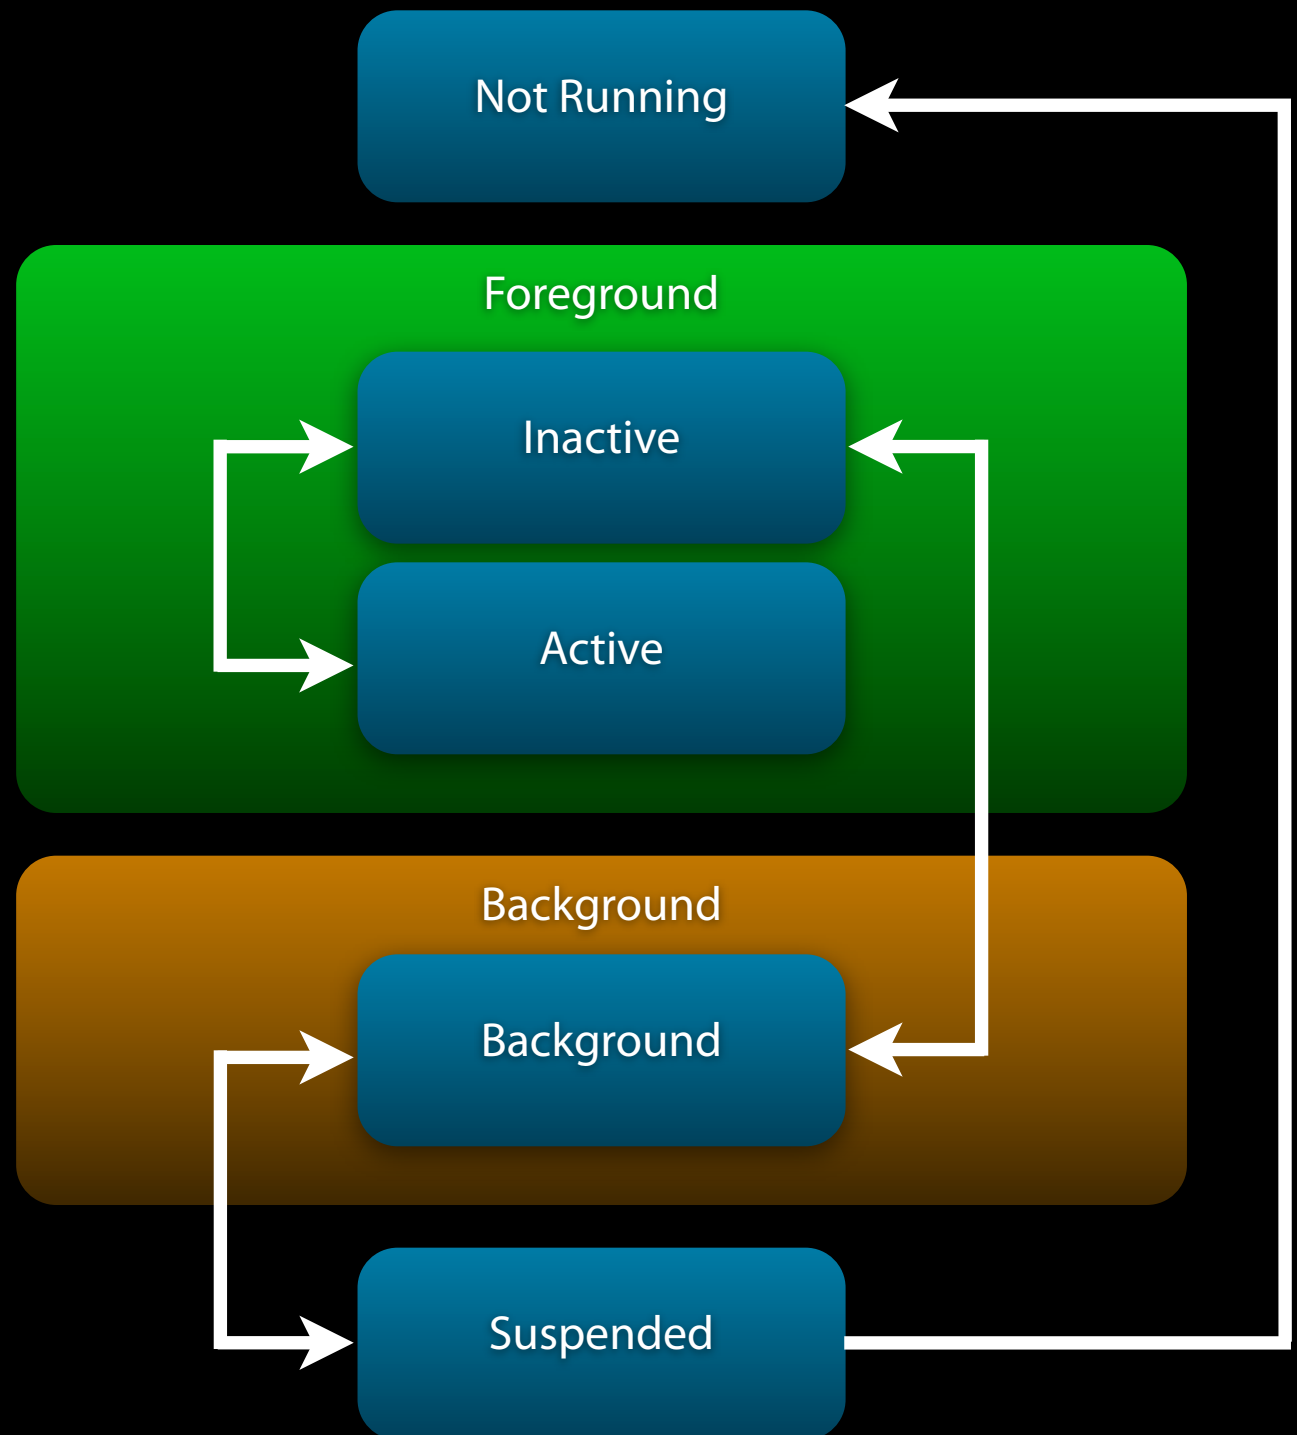 Not Running
Foreground
Inactive
Active
Background
Background
Suspended